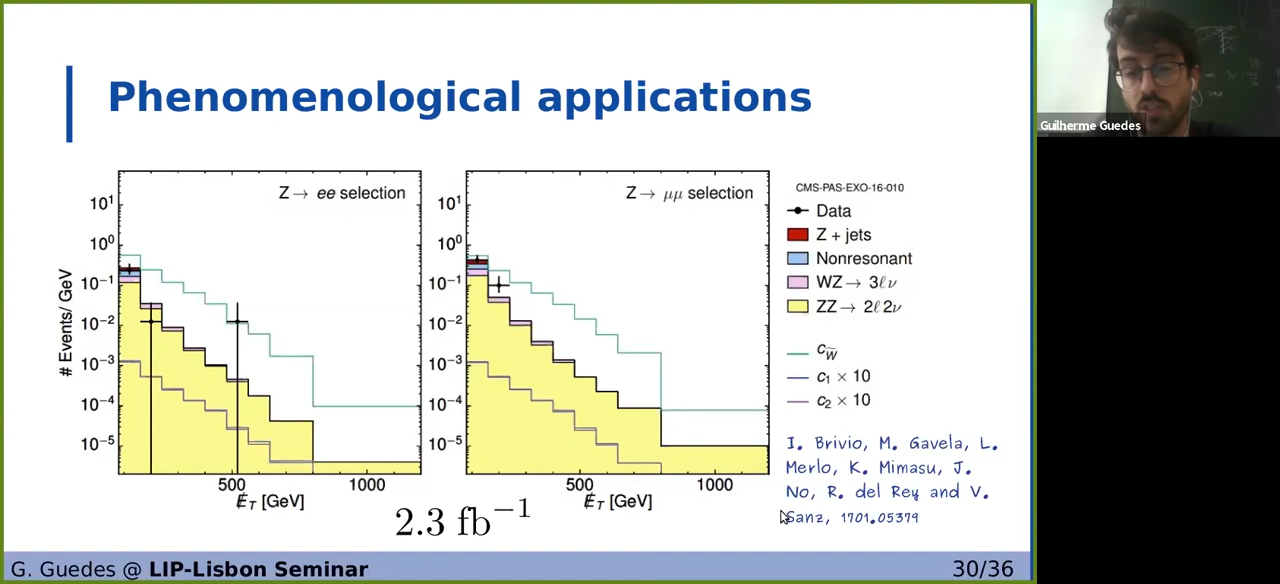 Phenomenological applications
Z → ee selection
Z → μμ selection
# Events/ GeV
10¹
10⁰
10⁻¹
10⁻²
10⁻³
10⁻⁴
10⁻⁵
10¹
10⁰
10⁻¹
10⁻²
10⁻³
10⁻⁴
10⁻⁵
500
1000
500
1000
E̸_T [GeV]
E̸_T [GeV]
2.3 fb⁻¹
CMS-PAS-EXO-16-010
Data
Z + jets
Nonresonant
WZ → 3ℓν
ZZ → 2ℓ2ν
c_W̃
c₁ × 10
c₂ × 10
I. Brivio, M. Gavela, L.
Merlo, K. Mimasu, J.
No, R. del Rey and V.
Sanz, 1701.05379
G. Guedes @ LIP-Lisbon Seminar
30/36
Guilherme Guedes